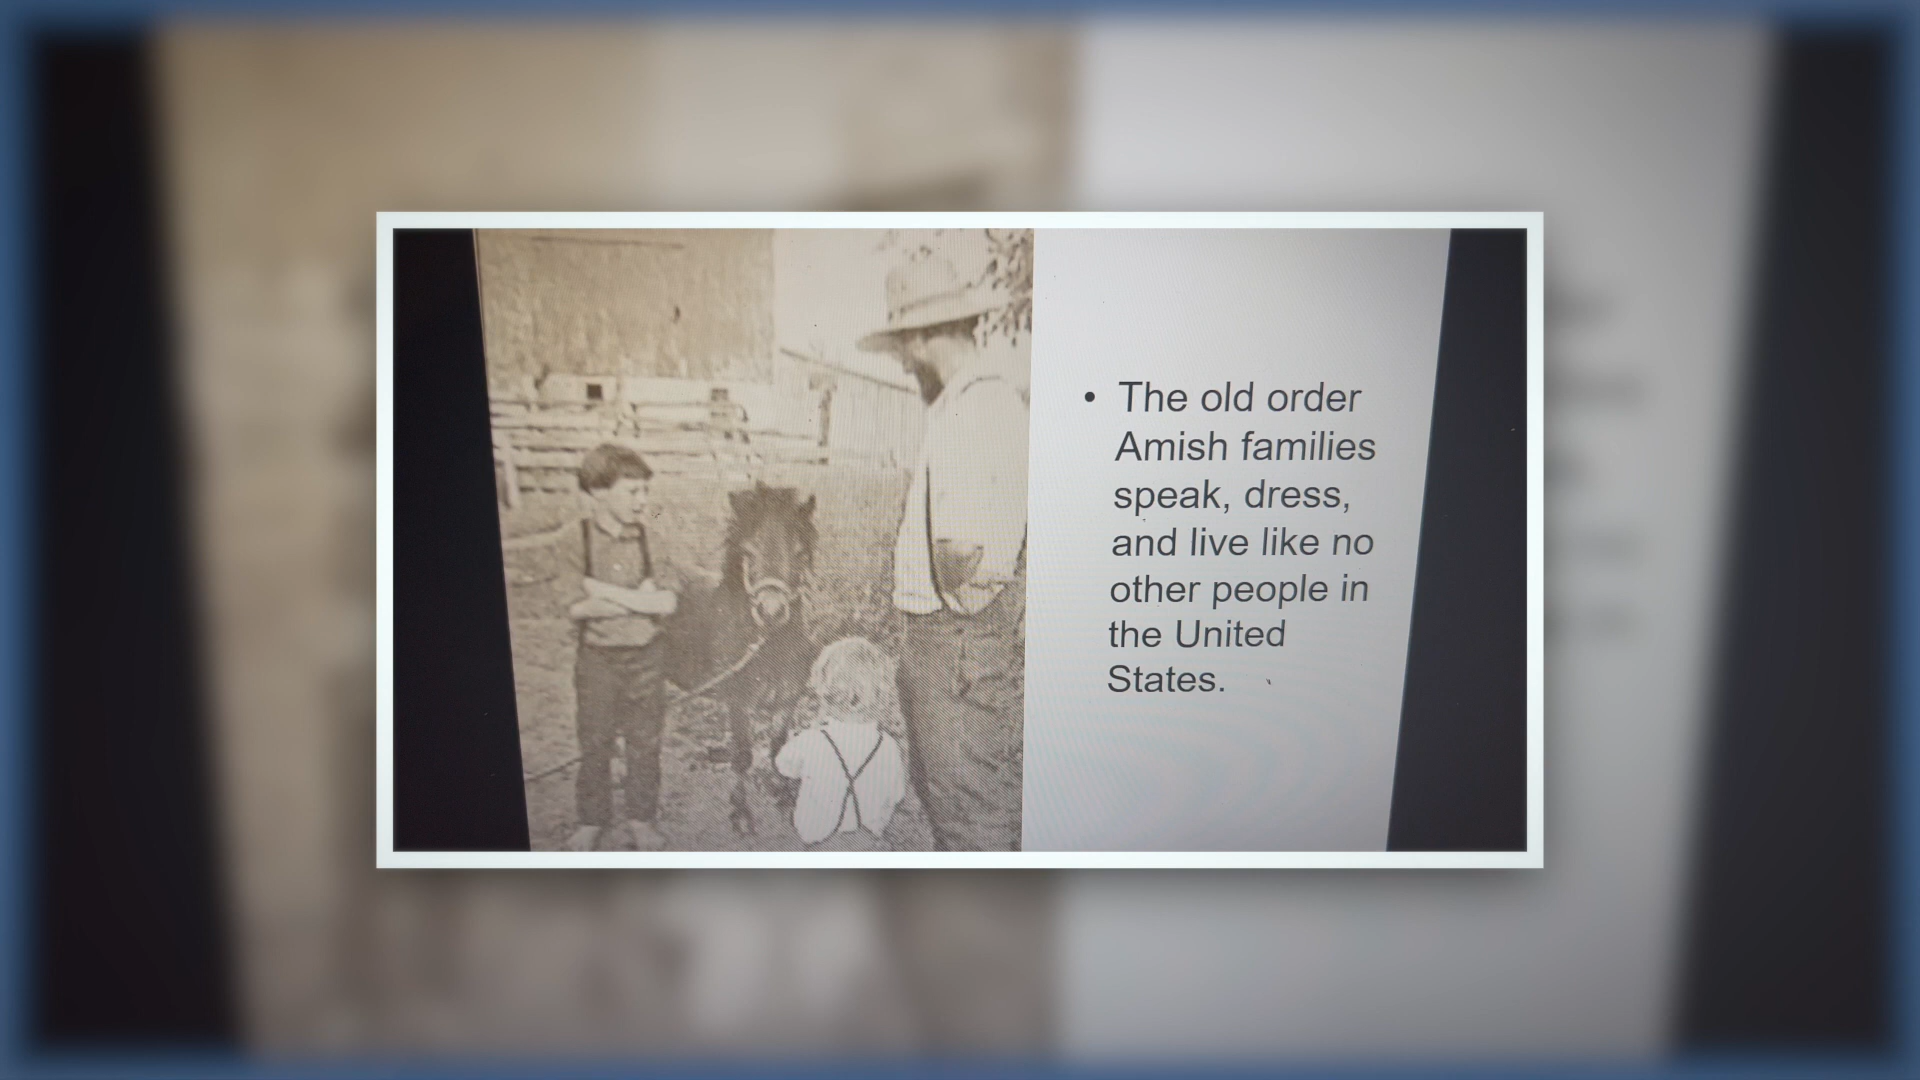 • The old order
Amish families
speak, dress,
and live like no
other people in
the United
States.